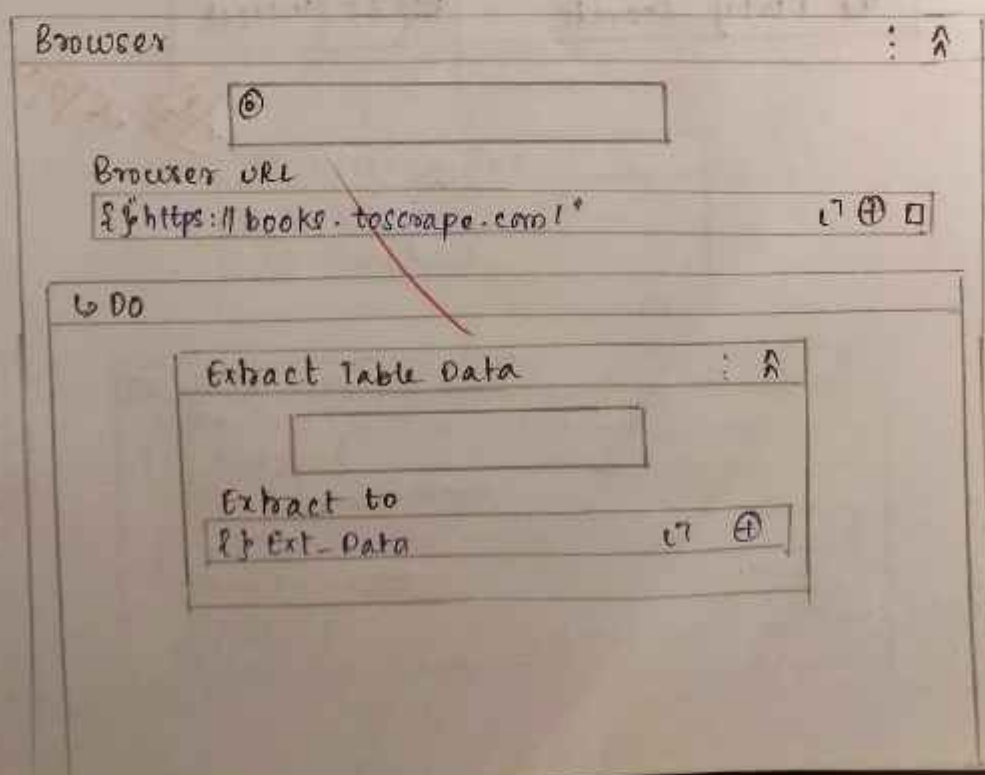 Browser
Browser URL
{}"https://books.toscrape.com/"
Do
Extract Table Data
Extract to
{} Ext_Data